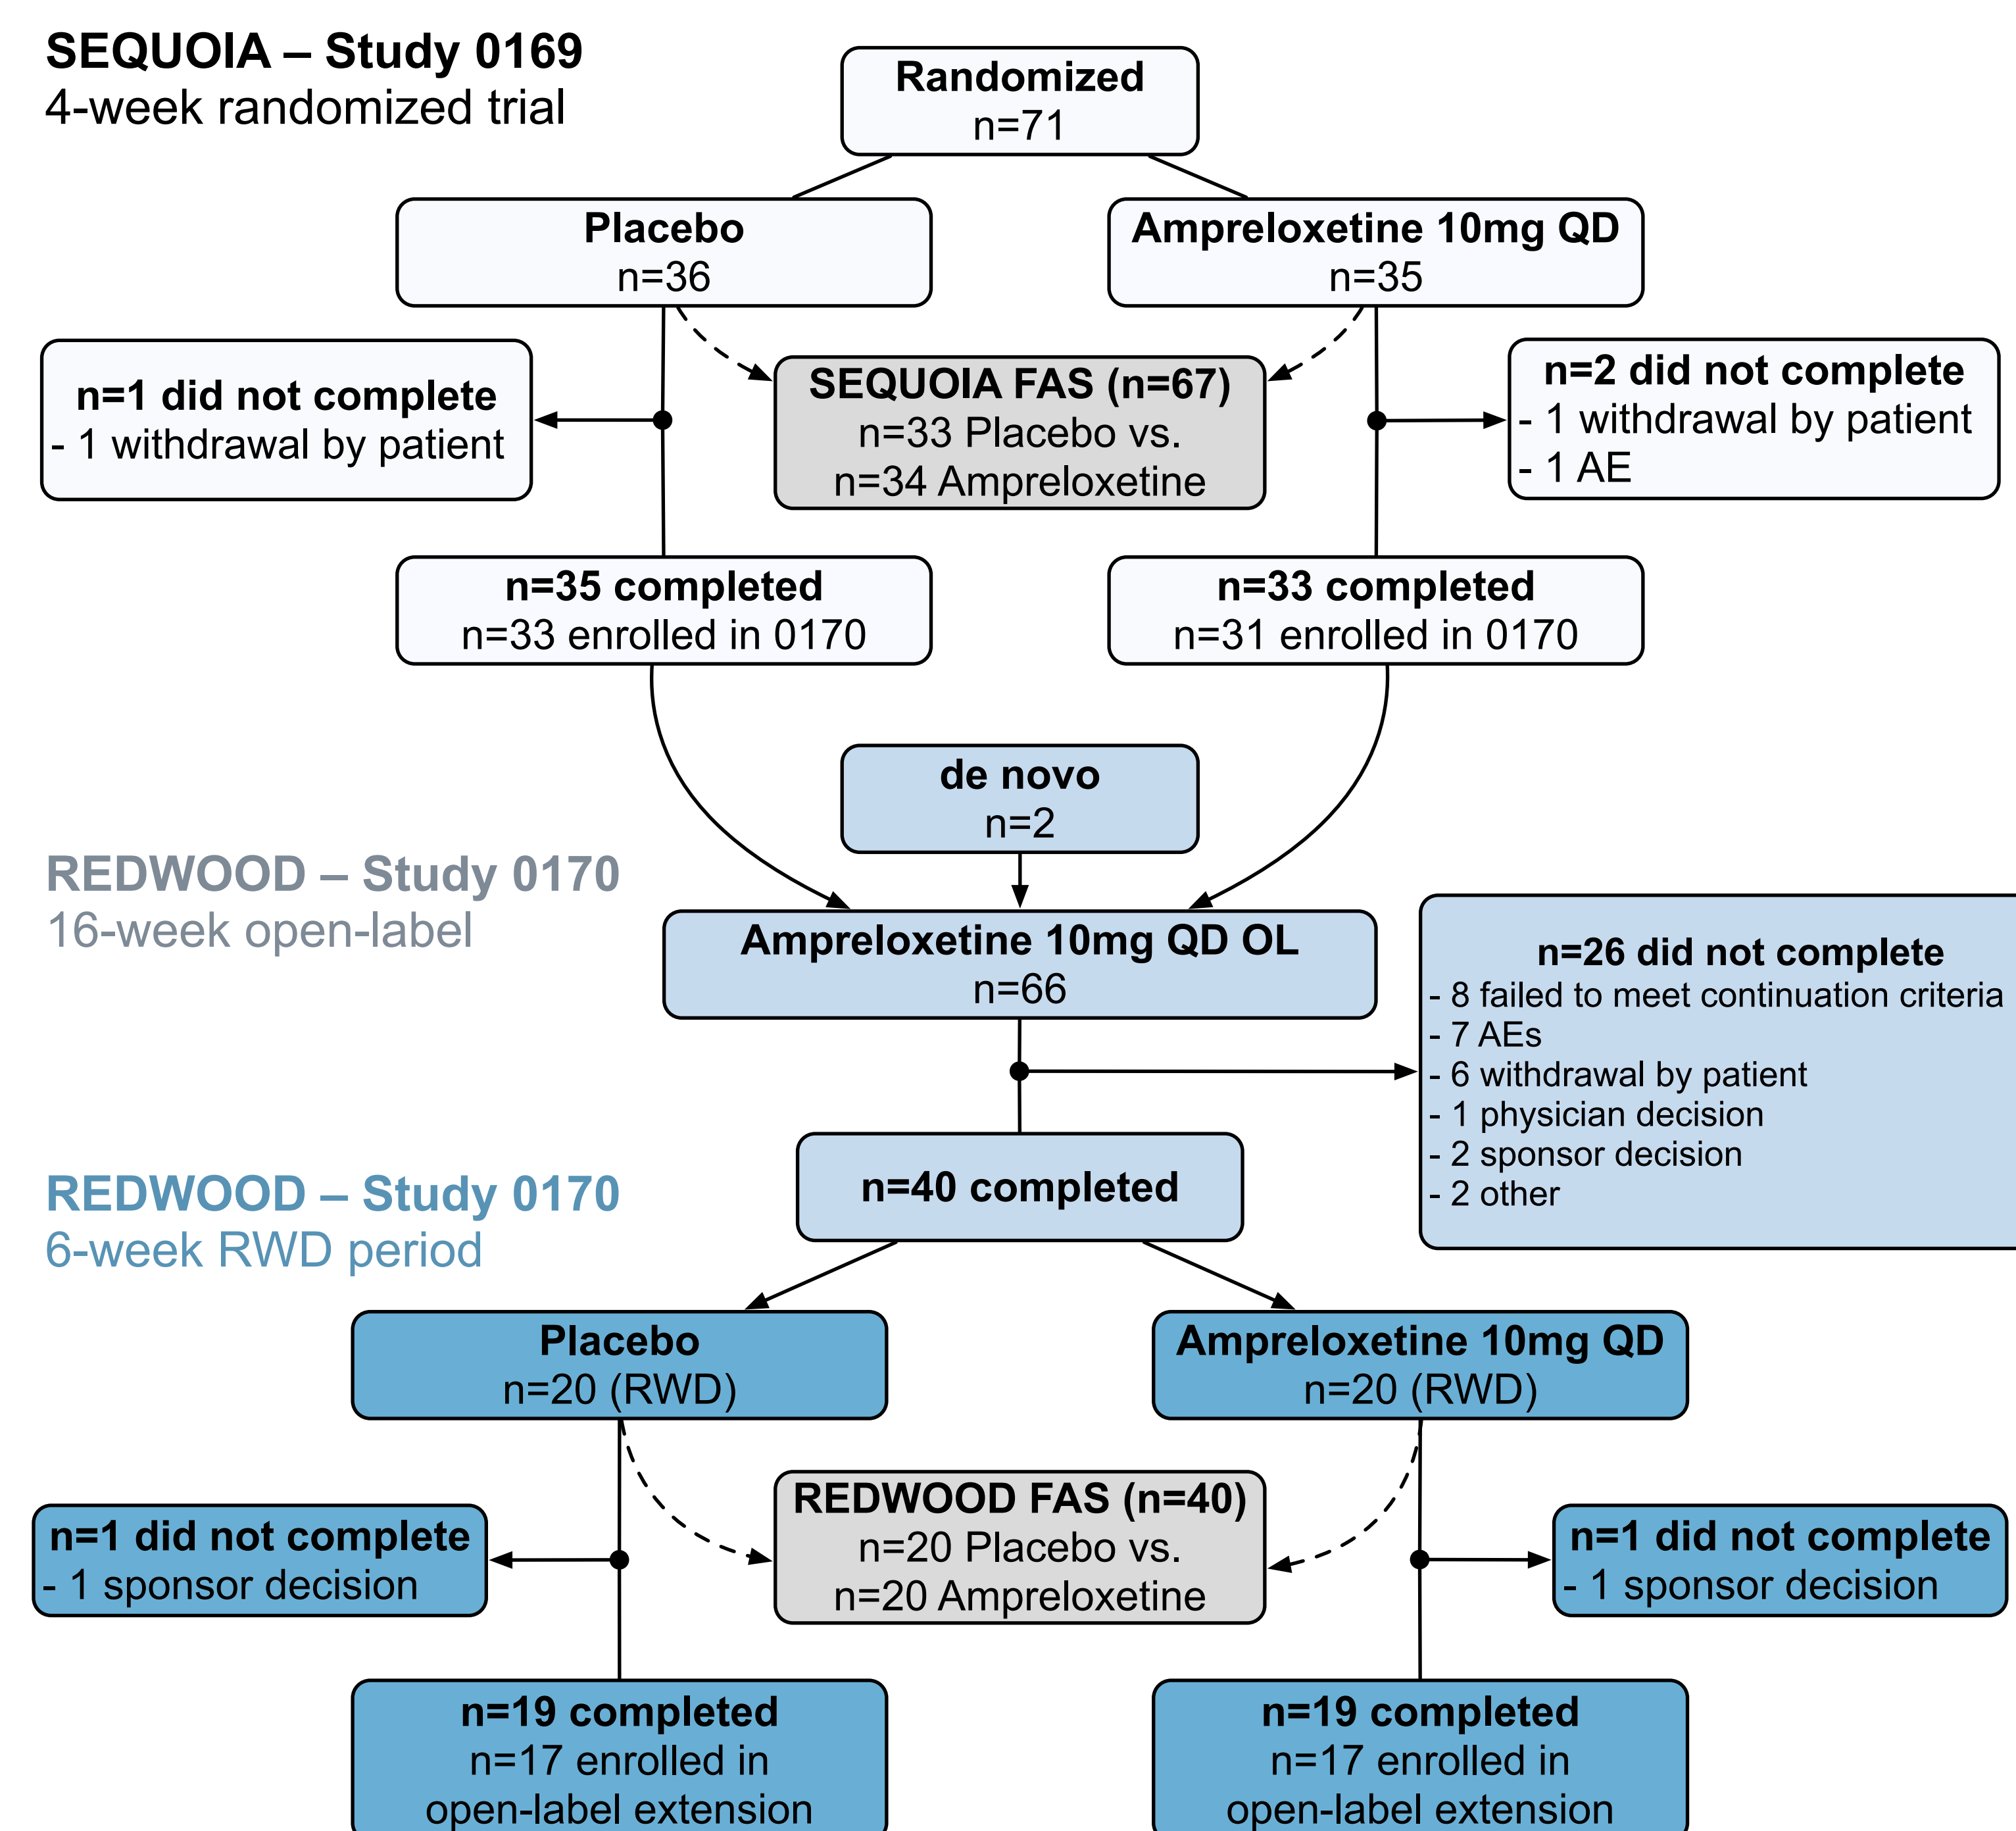 SEQUOIA – Study 0169
4-week randomized trial
Randomized
n=71
Placebo
n=36
Ampreloxetine 10mg QD
n=35
n=1 did not complete
- 1 withdrawal by patient
SEQUOIA FAS (n=67)
n=33 Placebo vs.
n=34 Ampreloxetine
n=2 did not complete
- 1 withdrawal by patient
- 1 AE
n=35 completed
n=33 enrolled in 0170
n=33 completed
n=31 enrolled in 0170
de novo
n=2
REDWOOD – Study 0170
16-week open-label
Ampreloxetine 10mg QD OL
n=66
n=26 did not complete
- 8 failed to meet continuation criteria
- 7 AEs
- 6 withdrawal by patient
- 1 physician decision
- 2 sponsor decision
- 2 other
n=40 completed
REDWOOD – Study 0170
6-week RWD period
Placebo
n=20 (RWD)
Ampreloxetine 10mg QD
n=20 (RWD)
n=1 did not complete
- 1 sponsor decision
REDWOOD FAS (n=40)
n=20 Placebo vs.
n=20 Ampreloxetine
n=1 did not complete
- 1 sponsor decision
n=19 completed
n=17 enrolled in
open-label extension
n=19 completed
n=17 enrolled in
open-label extension